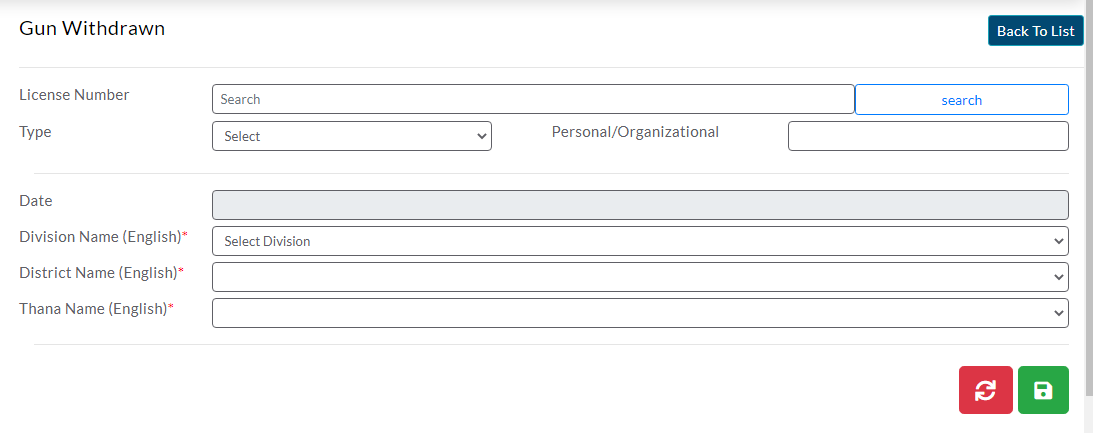 Gun Withdrawn
Back To List
License Number
Search
search
Type
Select
Personal/Organizational
Date
Division Name (English)*
Select Division
District Name (English)*
Thana Name (English)*